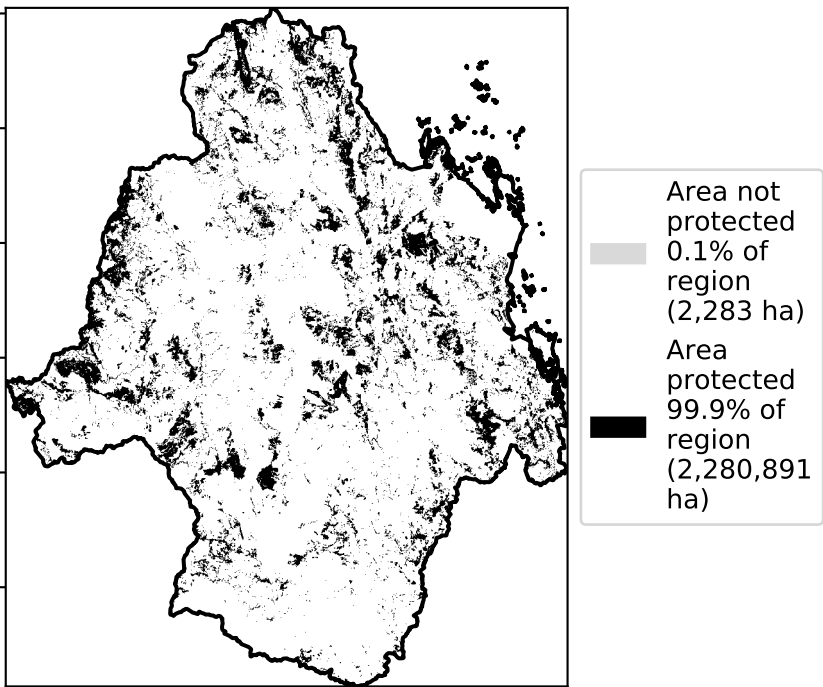 Area not
protected
0.1% of
region
(2,283 ha)
Area
protected
99.9% of
region
(2,280,891
ha)